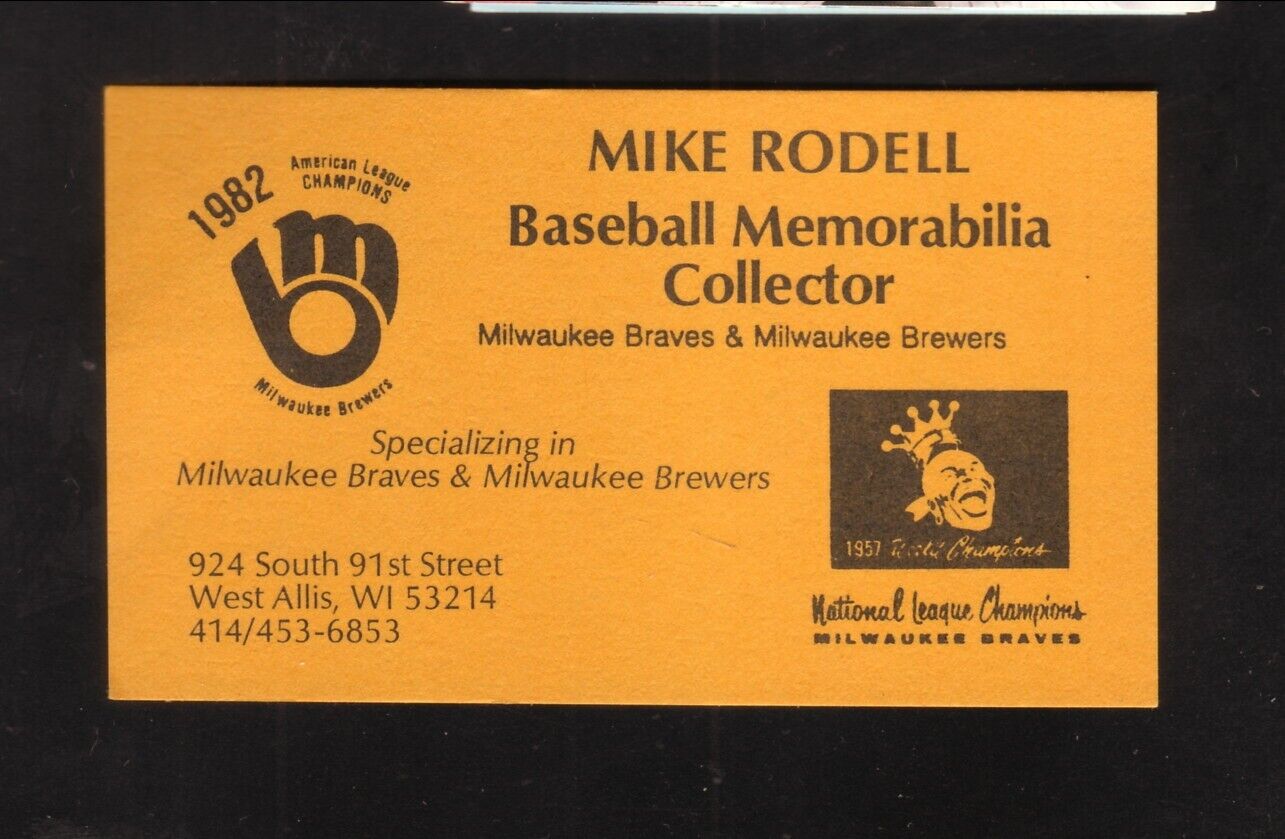 1982
American League
CHAMPIONS
Milwaukee Brewers
MIKE RODELL
Baseball Memorabilia
Collector
Milwaukee Braves & Milwaukee Brewers
Specializing in
Milwaukee Braves & Milwaukee Brewers
924 South 91st Street
West Allis, WI 53214
414/453-6853
1957 World Champions
National League Champions
MILWAUKEE BRAVES